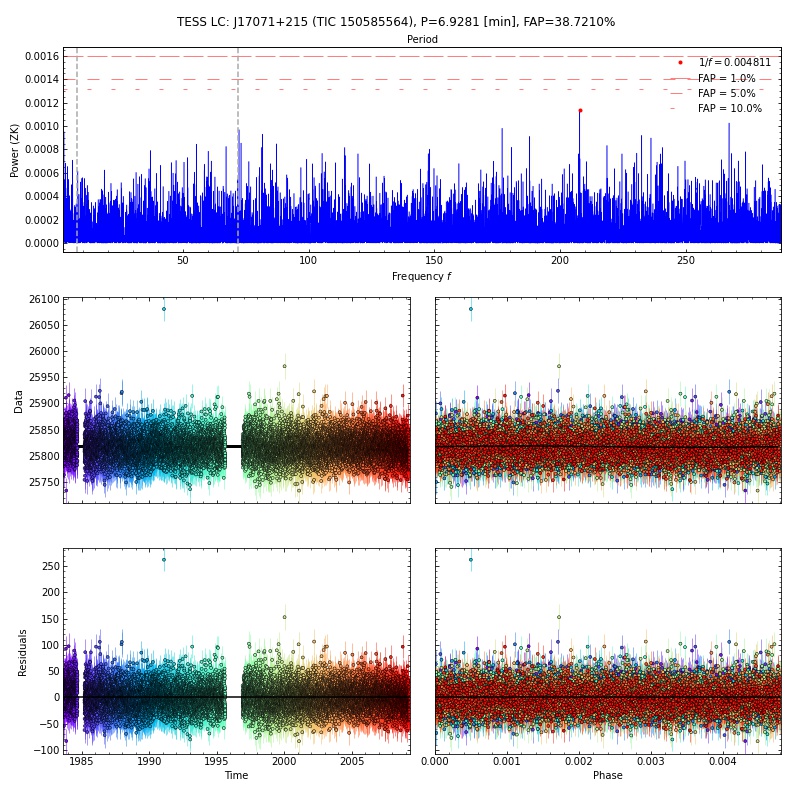 TESS LC: J17071+215 (TIC 150585564), P=6.9281 [min], FAP=38.7210%
Period
0.0016
0.0014
0.0012
0.0010
0.0008
0.0006
0.0004
0.0002
0.0000
Power (ZK)
1/f = 0.004811
FAP = 1.0%
FAP = 5.0%
FAP = 10.0%
50 100 150 200 250
Frequency f
26100
26050
26000
25950
25900
25850
25800
25750
Data
250
200
150
100
50
0
−50
−100
Residuals
1985 1990 1995 2000 2005
Time
0.000 0.001 0.002 0.003 0.004
Phase